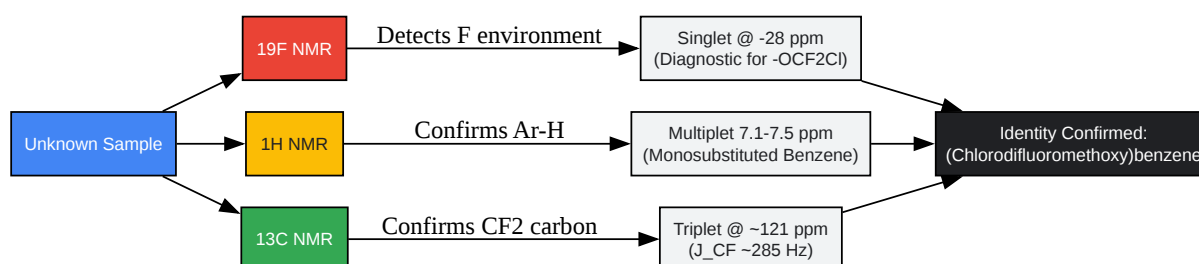 19F NMR
Detects F environment
Singlet @ -28 ppm
(Diagnostic for -OCF2Cl)
Unknown Sample
1H NMR
Confirms Ar-H
Multiplet 7.1-7.5 ppm
(Monosubstituted Benzene)
Identity Confirmed:
(Chlorodifluoromethoxy)benzene
13C NMR
Confirms CF2 carbon
Triplet @ ~121 ppm
(J_CF ~285 Hz)